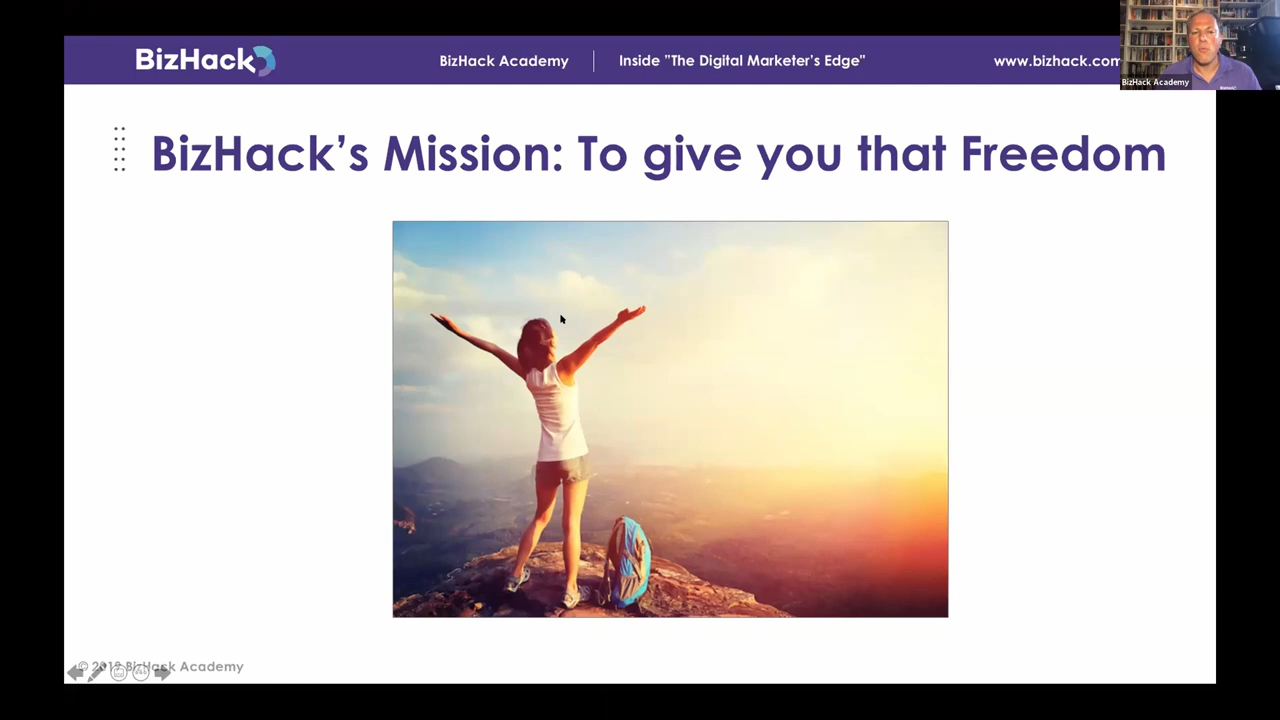 BizHack
BizHack Academy
Inside "The Digital Marketer's Edge"
www.bizhack.com
BizHack Academy
BizHack's Mission: To give you that Freedom
© 2019 BizHack Academy